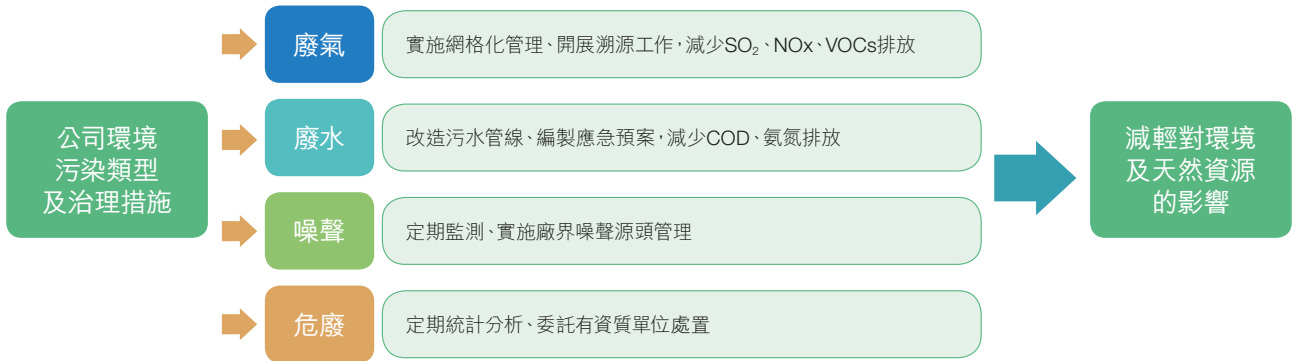 公司環境
污染類型
及治理措施
廢氣
實施網格化管理、開展溯源工作，減少SO₂、NOx、VOCs排放
廢水
改造污水管線、編製應急預案，減少COD、氨氮排放
噪聲
定期監測、實施廠界噪聲源頭管理
危廢
定期統計分析、委託有資質單位處置
減輕對環境
及天然資源
的影響